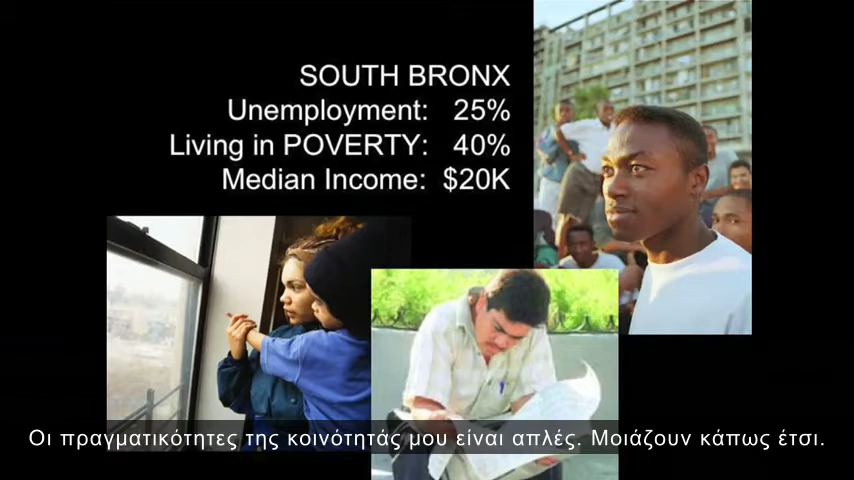 SOUTH BRONX
Unemployment: 25%
Living in POVERTY: 40%
Median Income: $20K
Οι πραγματικότητες της κοινότητάς μου είναι απλές. Μοιάζουν κάπως έτσι.